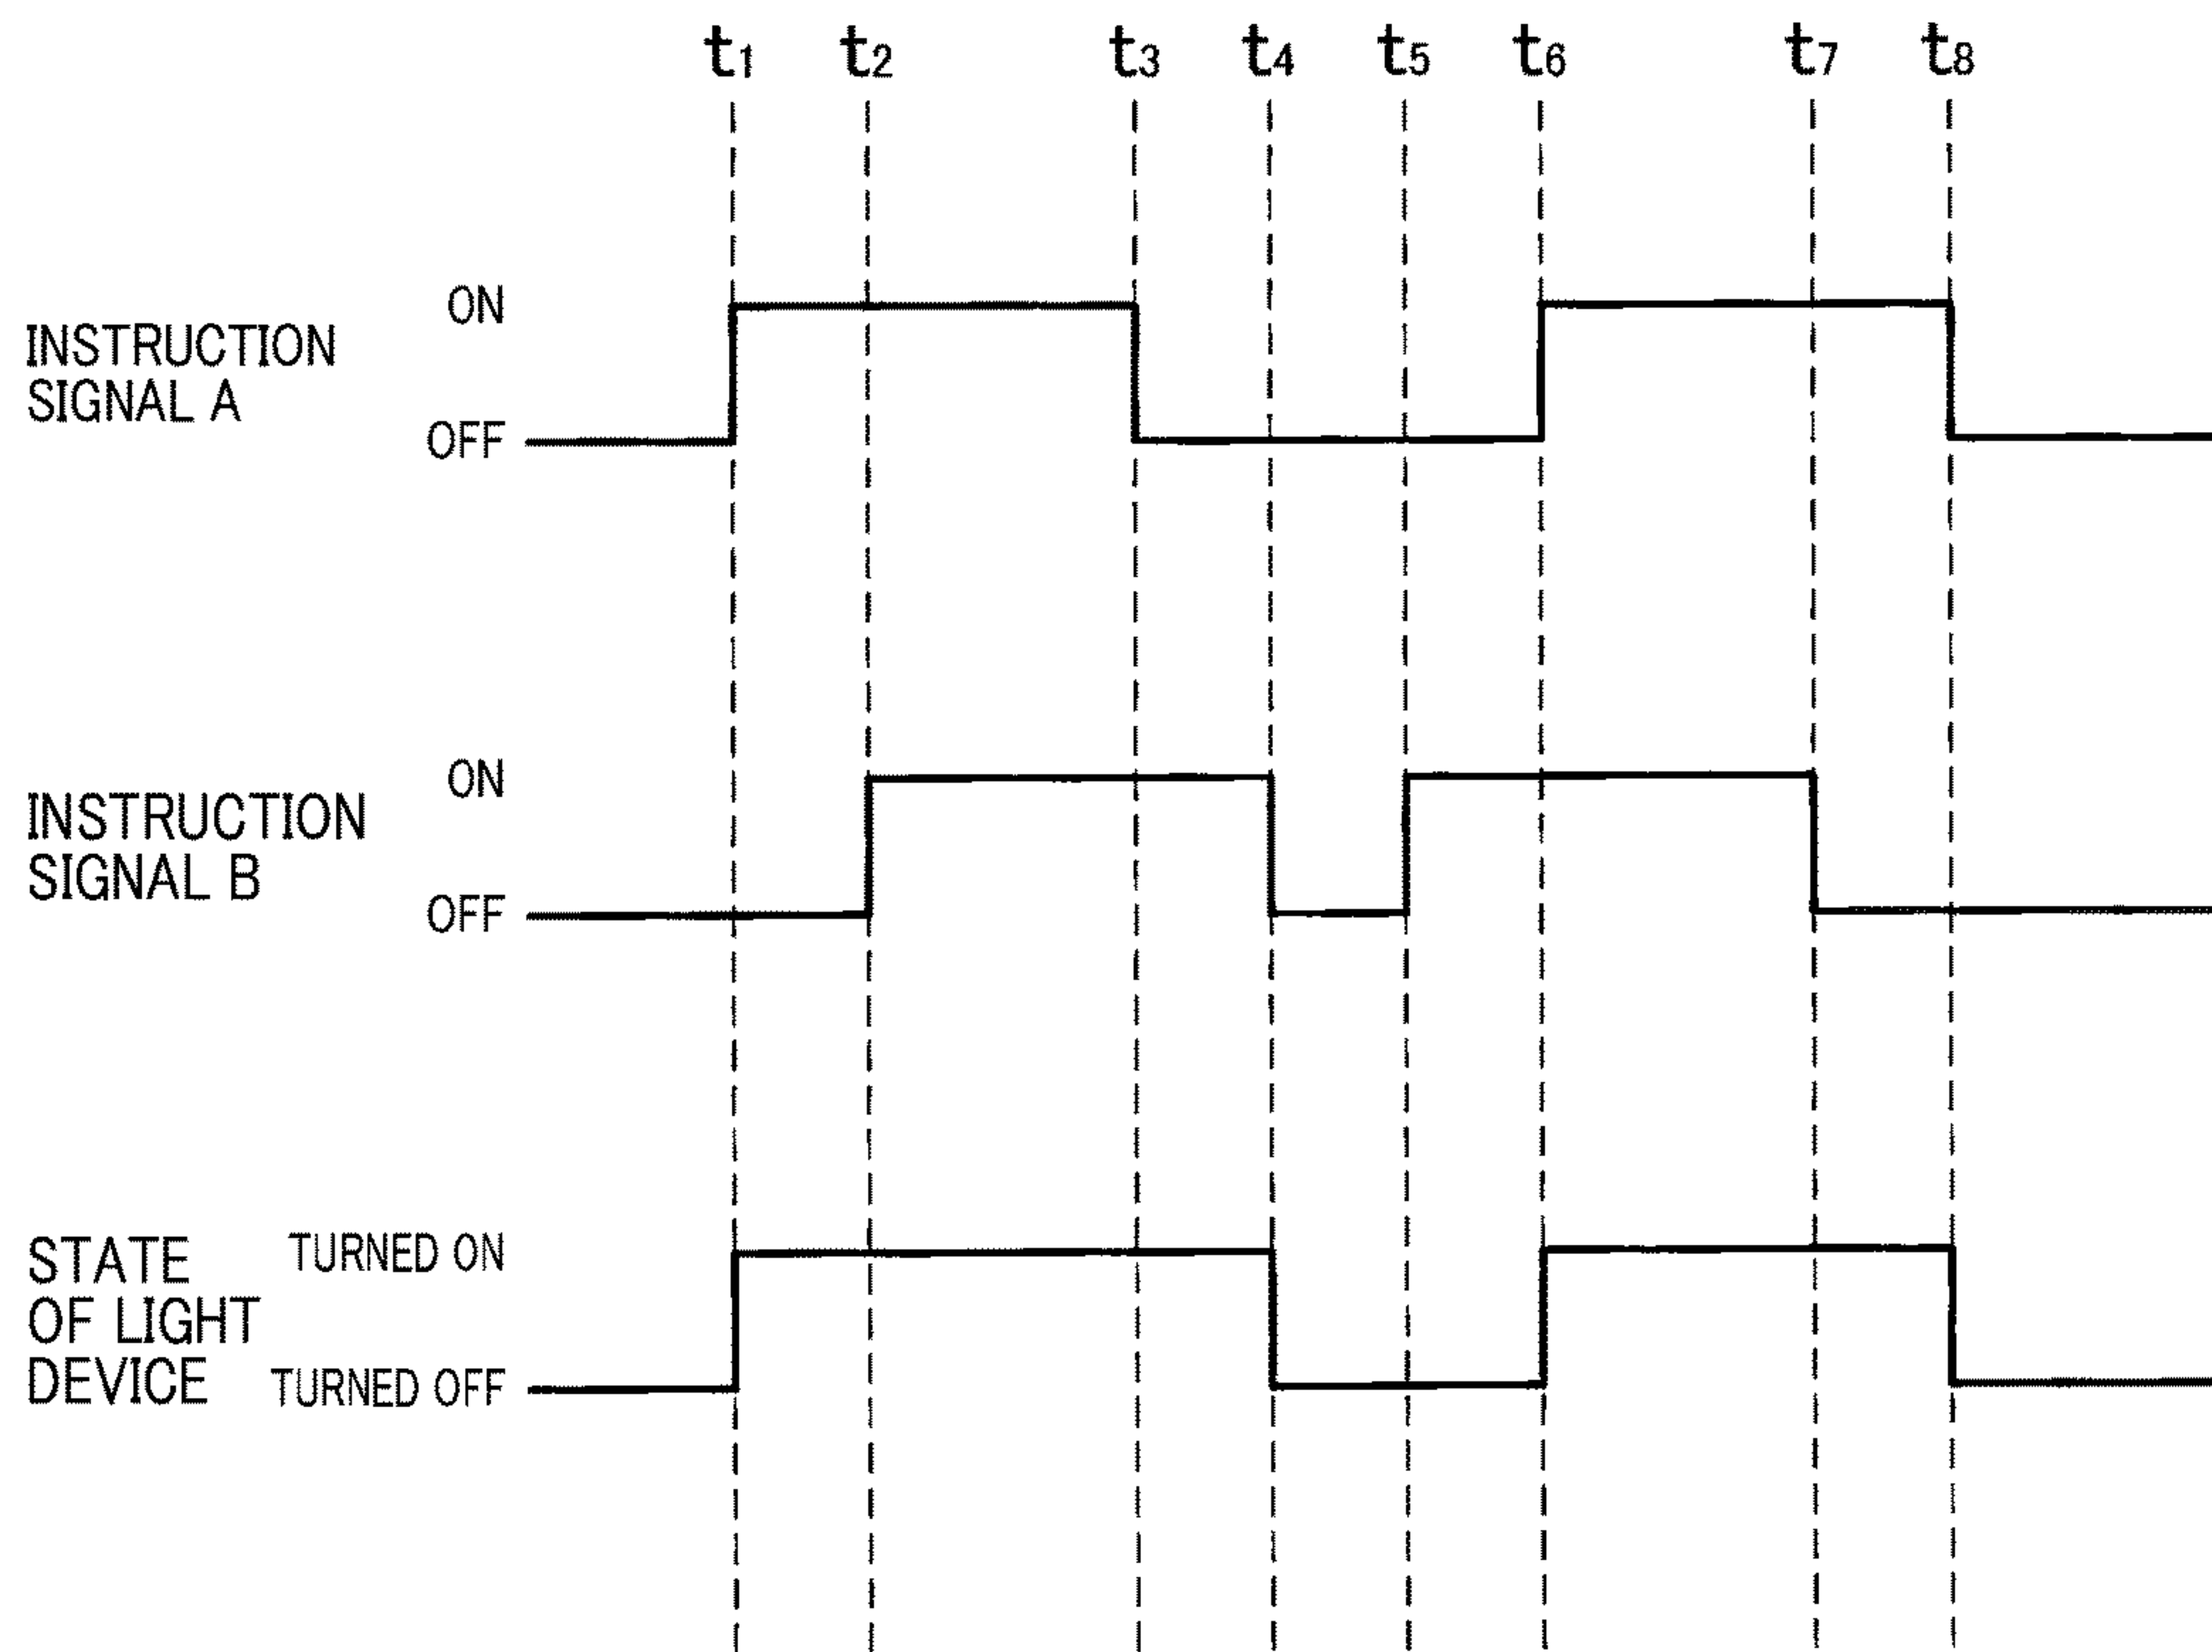 t1 t2 t3 t4 t5 t6 t7 t8
ON
INSTRUCTION
SIGNAL A
OFF
ON
INSTRUCTION
SIGNAL B
OFF
STATE
OF LIGHT
DEVICE
TURNED ON
TURNED OFF